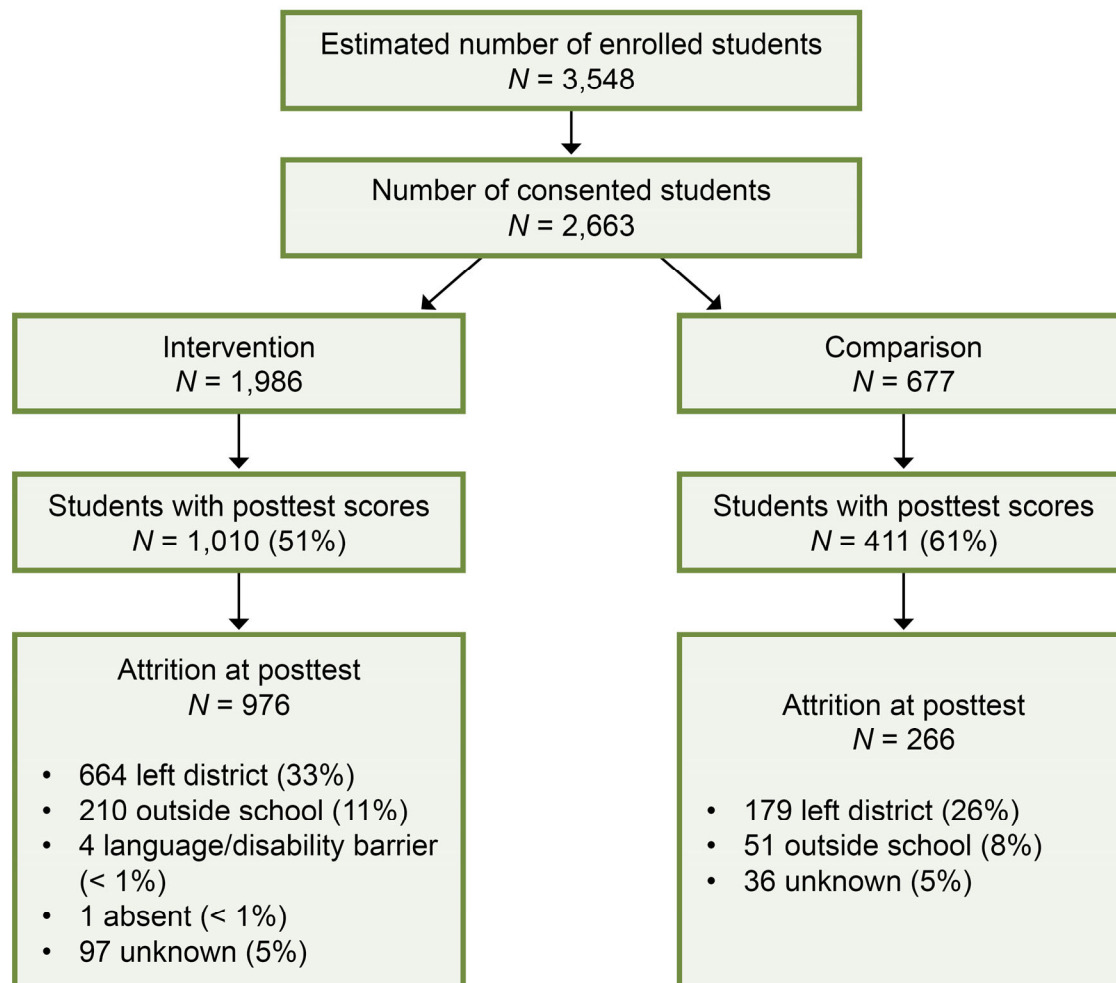 Estimated number of enrolled students
N = 3,548
Number of consented students
N = 2,663
Intervention
N = 1,986
Comparison
N = 677
Students with posttest scores
N = 1,010 (51%)
Students with posttest scores
N = 411 (61%)
Attrition at posttest
N = 976
• 664 left district (33%)
• 210 outside school (11%)
• 4 language/disability barrier
(< 1%)
• 1 absent (< 1%)
• 97 unknown (5%)
Attrition at posttest
N = 266
• 179 left district (26%)
• 51 outside school (8%)
• 36 unknown (5%)